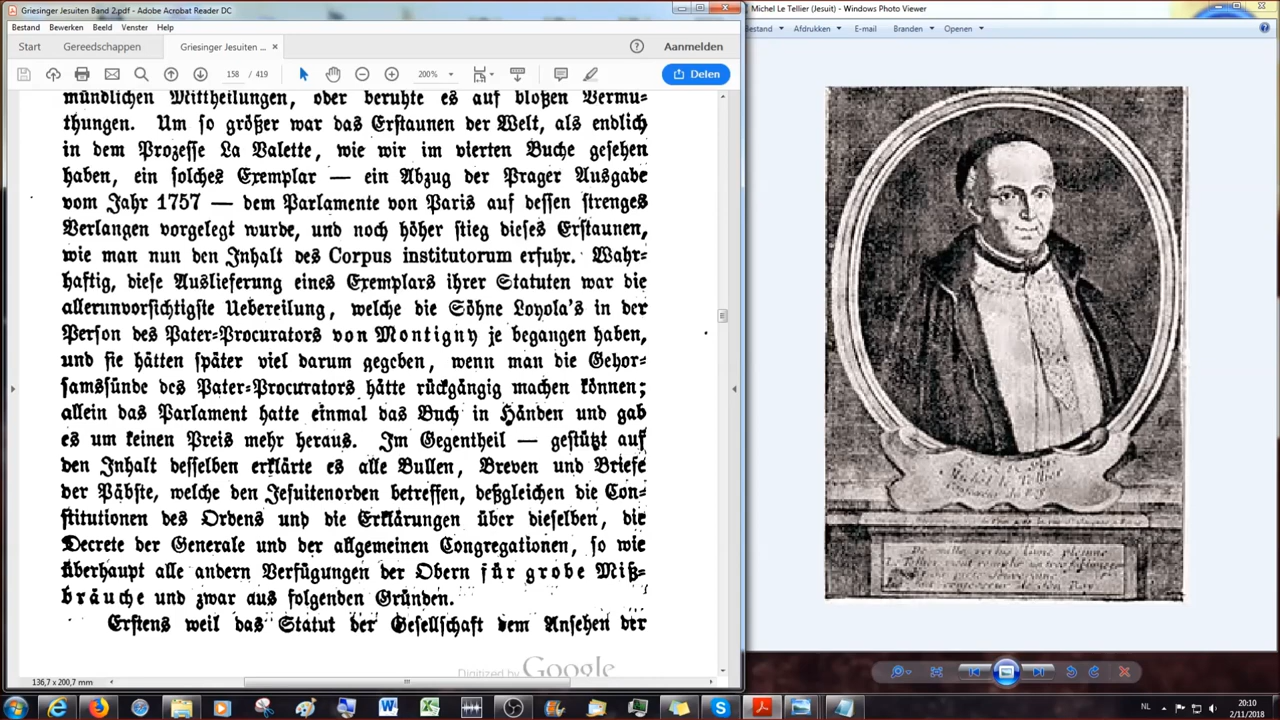 Griesinger Jesuiten Band 2.pdf - Adobe Acrobat Reader DC
Bestand Bewerken Beeld Venster Help
Start Gereedschappen Griesinger Jesuiten ... × Aanmelden
158 / 419 200% Delen
mündlichen Mittheilungen, oder beruhte es auf bloßen Vermu=
thungen. Um so größer war das Erstaunen der Welt, als endlich
in dem Prozesse La Valette, wie wir im vierten Buche gesehen
haben, ein solches Exemplar — ein Abzug der Prager Ausgabe
vom Jahr 1757 — dem Parlamente von Paris auf dessen strenges
Verlangen vorgelegt wurde, und noch höher stieg dieses Erstaunen,
wie man nun den Inhalt des Corpus institutorum erfuhr. Wahr=
haftig, diese Auslieferung eines Exemplars ihrer Statuten war die
allerunvorsichtigste Uebereilung, welche die Söhne Loyola's in der
Person des Pater=Procurators von Montigny je begangen haben,
und sie hätten später viel darum gegeben, wenn man die Gehor=
samssünde des Pater=Procurators hätte rückgängig machen können;
allein das Parlament hatte einmal das Buch in Händen und gab
es um keinen Preis mehr heraus. Im Gegentheil — gestützt auf
den Inhalt desselben erklärte es alle Bullen, Breven und Briefe
der Päbste, welche den Jesuitenorden betreffen, deßgleichen die Con=
stitutionen des Ordens und die Erklärungen über dieselben, die
Decrete der Generale und der allgemeinen Congregationen, so wie
überhaupt alle andern Verfügungen der Obern für grobe Miß=
bräuche und zwar aus folgenden Gründen.
Erstens weil das Statut der Gesellschaft dem Ansehen der
Digitized by Google
136,7 x 200,7 mm
Michel Le Tellier (Jesuit) - Windows Photo Viewer
Bestand Afdrukken E-mail Branden Openen
Michel le Tellier
NL 20:10
2/11/2018